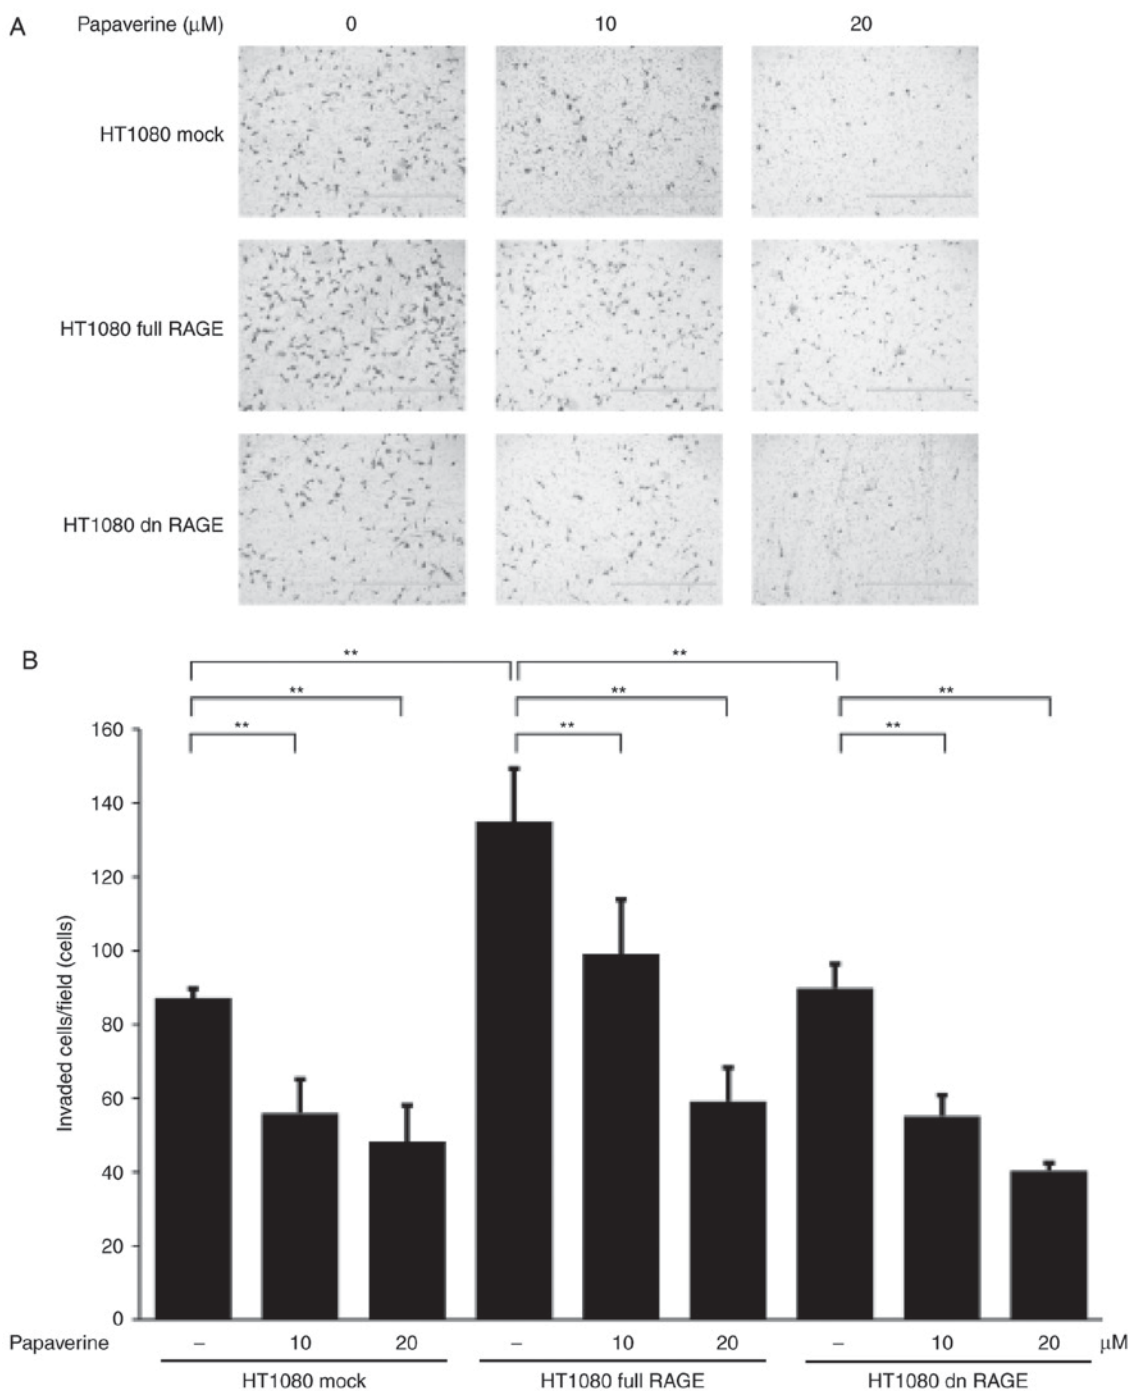 A
Papaverine (μM) 0 10 20
HT1080 mock
HT1080 full RAGE
HT1080 dn RAGE
B
** **
** ** **
** ** **
160
140
120
100
80
60
40
20
0
Invaded cells/field (cells)
Papaverine – 10 20 – 10 20 – 10 20 μM
HT1080 mock HT1080 full RAGE HT1080 dn RAGE